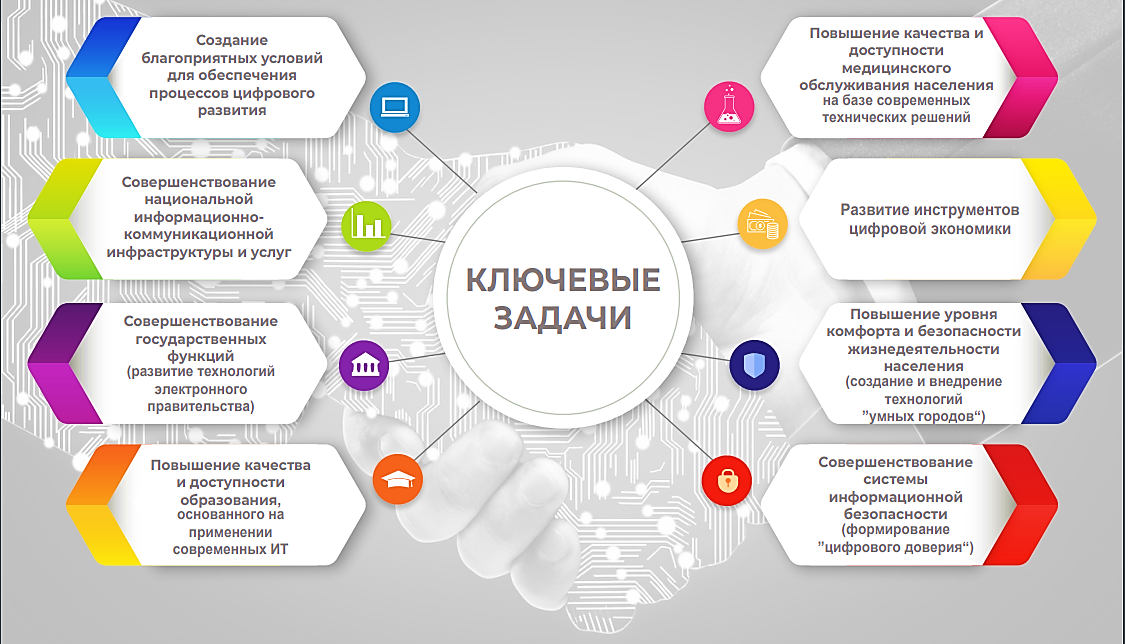 Создание
благоприятных условий
для обеспечения
процессов цифрового
развития
Совершенствование
национальной
информационно-
коммуникационной
инфраструктуры и услуг
Совершенствование
государственных
функций
(развитие технологий
электронного
правительства)
Повышение качества
и доступности
образования,
основанного на
применении
современных ИТ
КЛЮЧЕВЫЕ
ЗАДАЧИ
Повышение качества и
доступности
медицинского
обслуживания населения
на базе современных
технических решений
Развитие инструментов
цифровой экономики
Повышение уровня
комфорта и безопасности
жизнедеятельности
населения
(создание и внедрение
технологий
”умных городов“)
Совершенствование
системы
информационной
безопасности
(формирование
”цифрового доверия“)